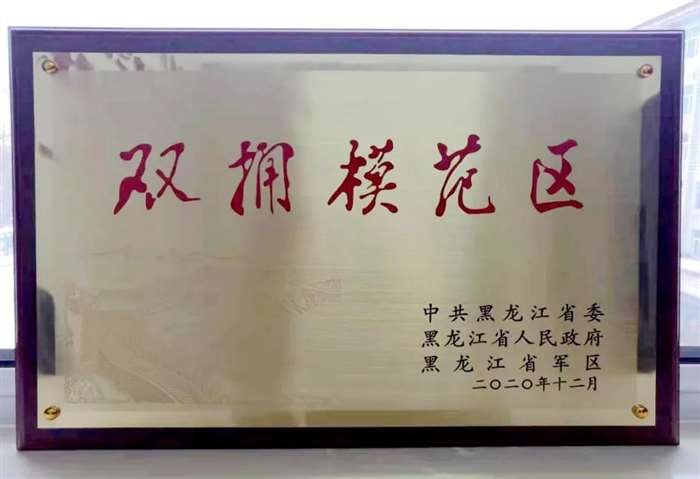 双拥模范区
中共黑龙江省委
黑龙江省人民政府
黑龙江省军区
二〇二〇年十二月